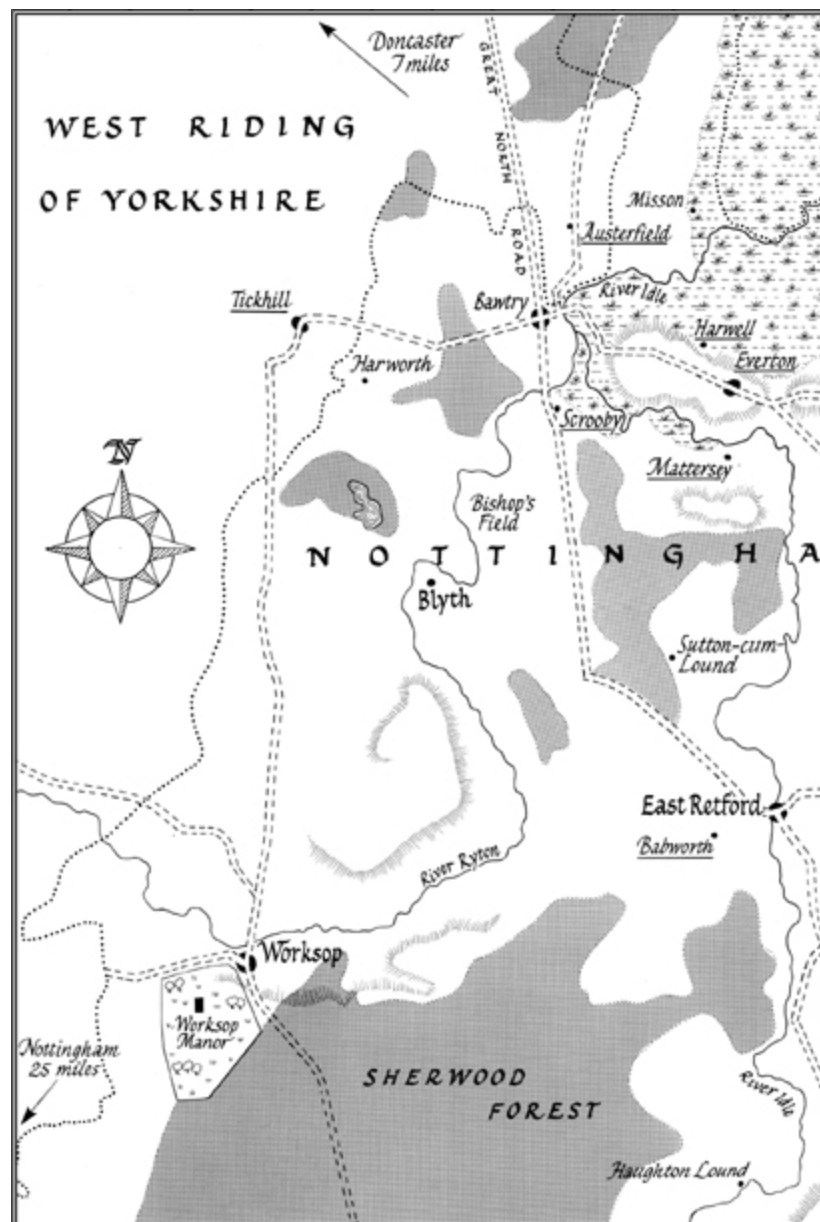 Doncaster
7 miles
GREAT NORTH ROAD
WEST RIDING
OF YORKSHIRE
Misson
Austerfield
River Idle
Tickhill
Bawtry
Harwell
Everton
Harworth
Scrooby
Mattersey
N
Bishop's
Field
NOTTINGHA
Blyth
Sutton-cum-
Lound
East Retford
Babworth
River Ryton
Worksop
Worksop
Manor
Nottingham
25 miles
SHERWOOD
FOREST
River Idle
Haughton Lound